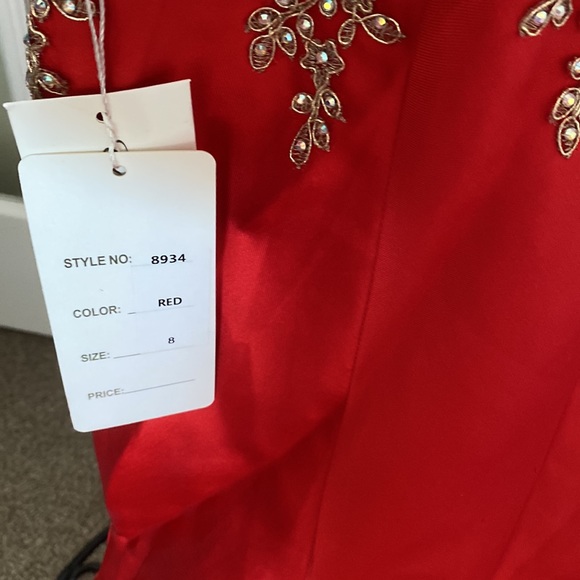 STYLE NO: 8934
COLOR: RED
SIZE: 8
PRICE: